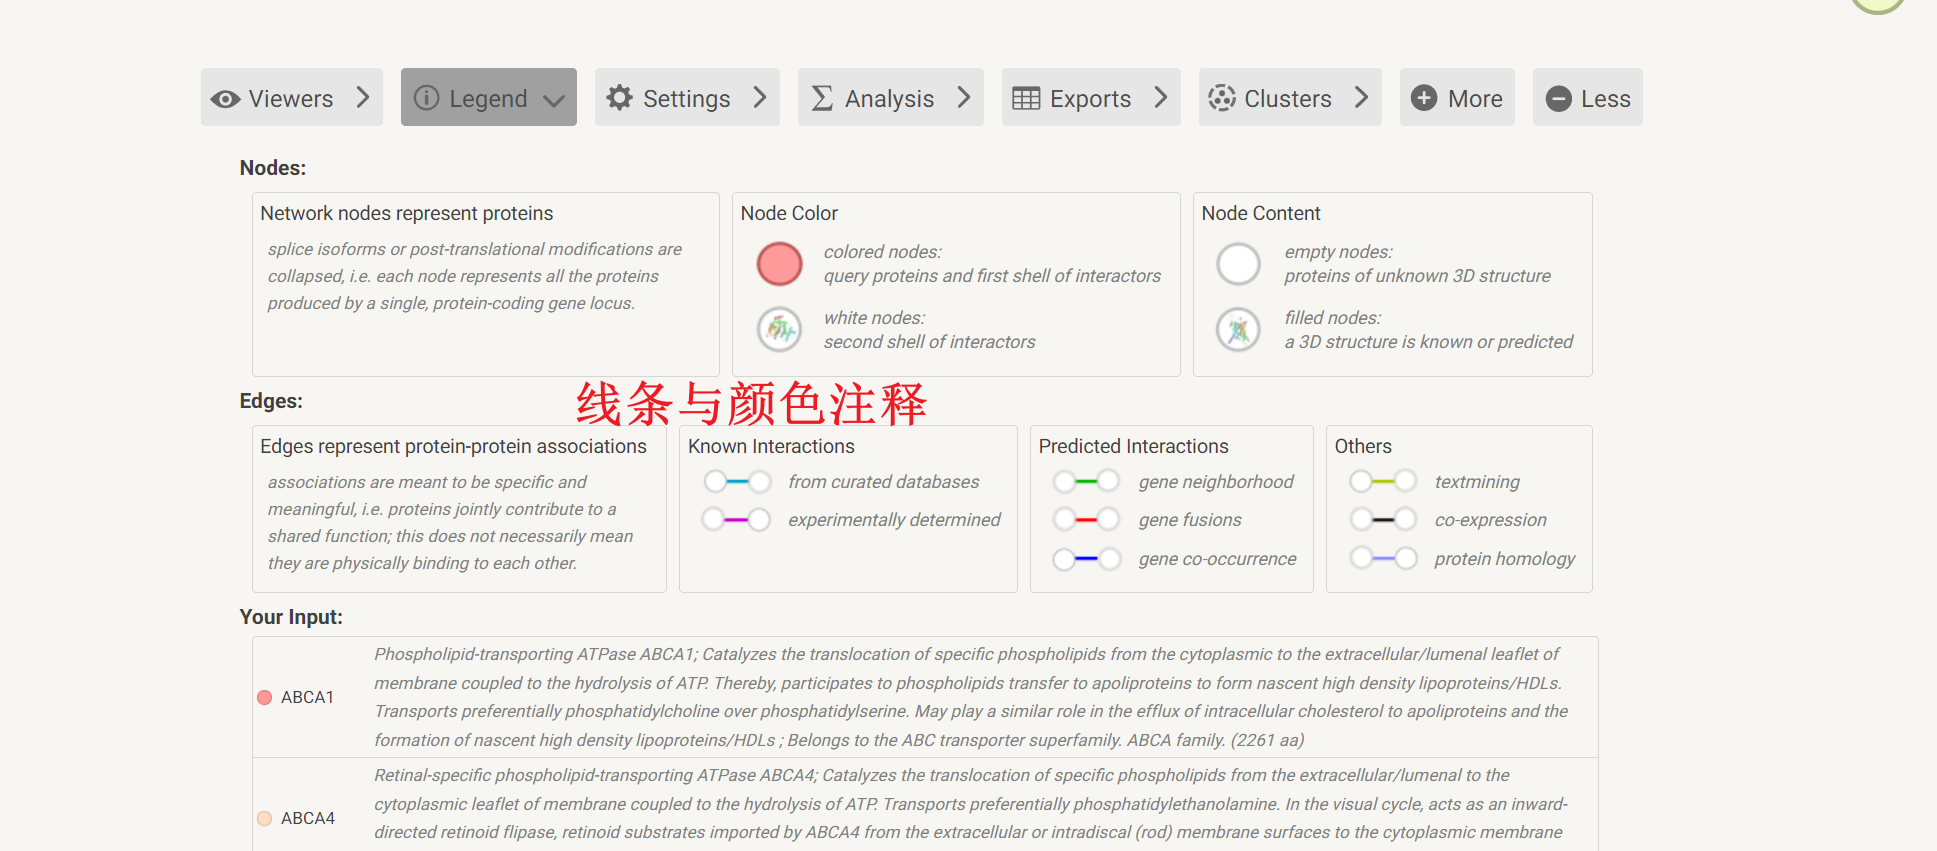 Viewers
Legend
Settings
Analysis
Exports
Clusters
More
Less
Nodes:
Network nodes represent proteins
splice isoforms or post-translational modifications are
collapsed, i.e. each node represents all the proteins
produced by a single, protein-coding gene locus.
Node Color
colored nodes:
query proteins and first shell of interactors
white nodes:
second shell of interactors
Node Content
empty nodes:
proteins of unknown 3D structure
filled nodes:
a 3D structure is known or predicted
线条与颜色注释
Edges:
Edges represent protein-protein associations
associations are meant to be specific and
meaningful, i.e. proteins jointly contribute to a
shared function; this does not necessarily mean
they are physically binding to each other.
Known Interactions
from curated databases
experimentally determined
Predicted Interactions
gene neighborhood
gene fusions
gene co-occurrence
Others
textmining
co-expression
protein homology
Your Input:
ABCA1
Phospholipid-transporting ATPase ABCA1; Catalyzes the translocation of specific phospholipids from the cytoplasmic to the extracellular/lumenal leaflet of
membrane coupled to the hydrolysis of ATP. Thereby, participates to phospholipids transfer to apoliproteins to form nascent high density lipoproteins/HDLs.
Transports preferentially phosphatidylcholine over phosphatidylserine. May play a similar role in the efflux of intracellular cholesterol to apoliproteins and the
formation of nascent high density lipoproteins/HDLs ; Belongs to the ABC transporter superfamily. ABCA family. (2261 aa)
ABCA4
Retinal-specific phospholipid-transporting ATPase ABCA4; Catalyzes the translocation of specific phospholipids from the extracellular/lumenal to the
cytoplasmic leaflet of membrane coupled to the hydrolysis of ATP. Transports preferentially phosphatidylethanolamine. In the visual cycle, acts as an inward-
directed retinoid flipase, retinoid substrates imported by ABCA4 from the extracellular or intradiscal (rod) membrane surfaces to the cytoplasmic membrane